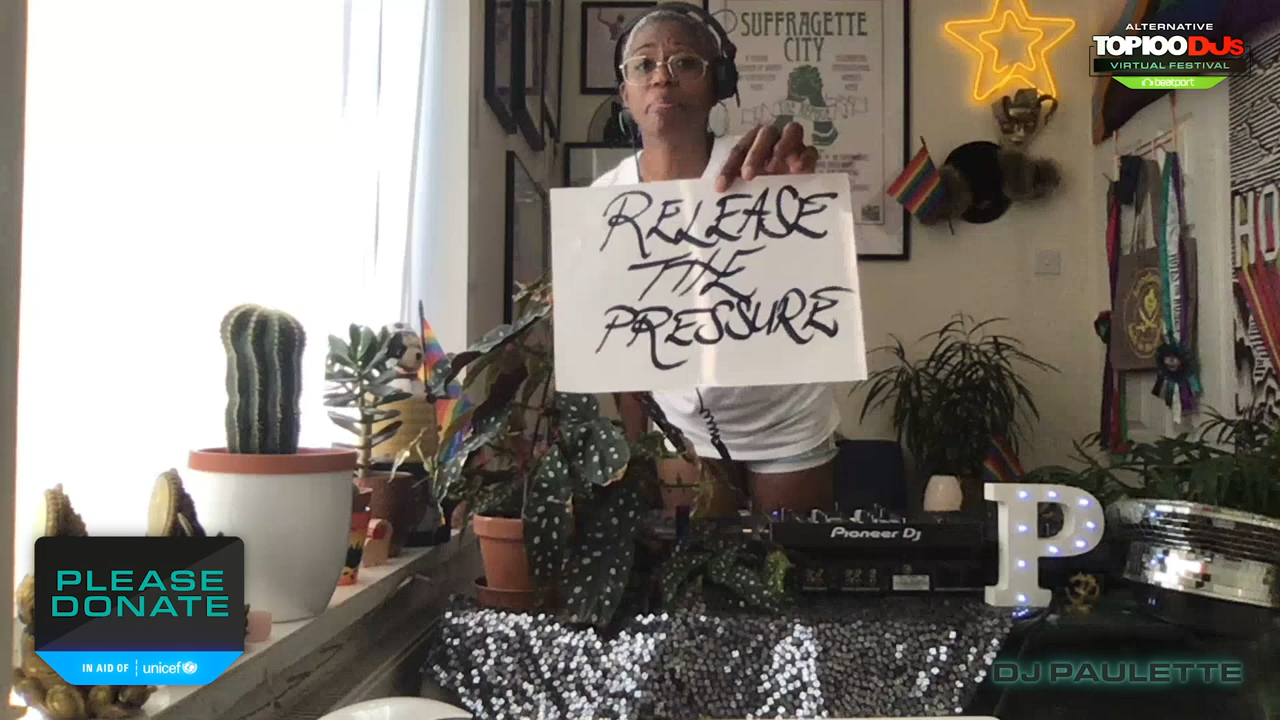 ALTERNATIVE
TOP100DJs
VIRTUAL FESTIVAL
beatport
SUFFRAGETTE
CITY
RELEASE
THE
PRESSURE
HO
Pioneer Dj
P
PLEASE
DONATE
IN AID OF unicef
DJ PAULETTE